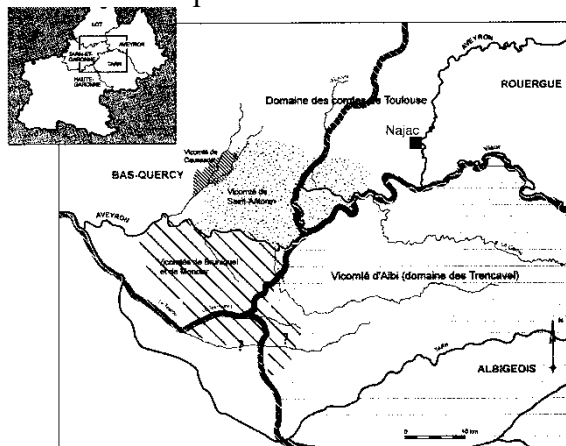 LOT
AVEYRON
TARN-ET-
GARONNE
TARN
HAUTE-
GARONNE
AVEYRON
ROUERGUE
Domaine des comtes de Toulouse
Najac
Viaur
Vicomté de
BAS-QUERCY
Vicomté de
Saint-Antonin
AVEYRON
Vicomtés de Bruniquel
et de Monclar
Vicomté d'Albi (domaine des Trencavel)
N
TARN
ALBIGEOIS
?
?
10 km